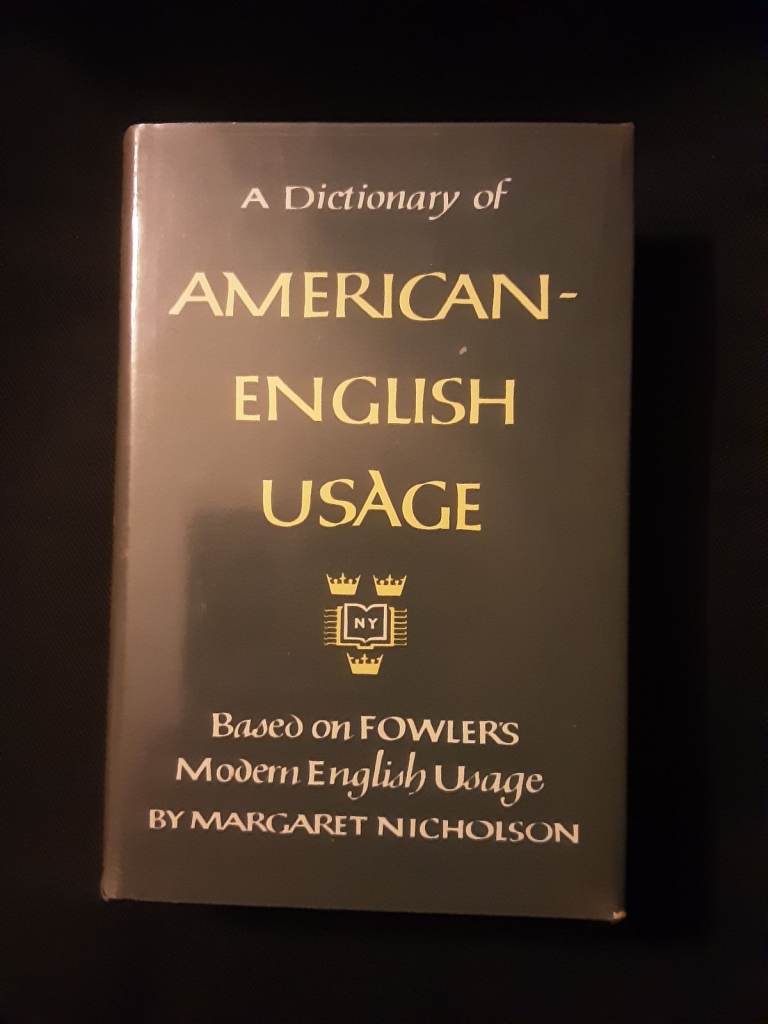 A Dictionary of
AMERICAN-
ENGLISH
USAGE
NY
Based on FOWLER'S
Modern English Usage
BY MARGARET NICHOLSON